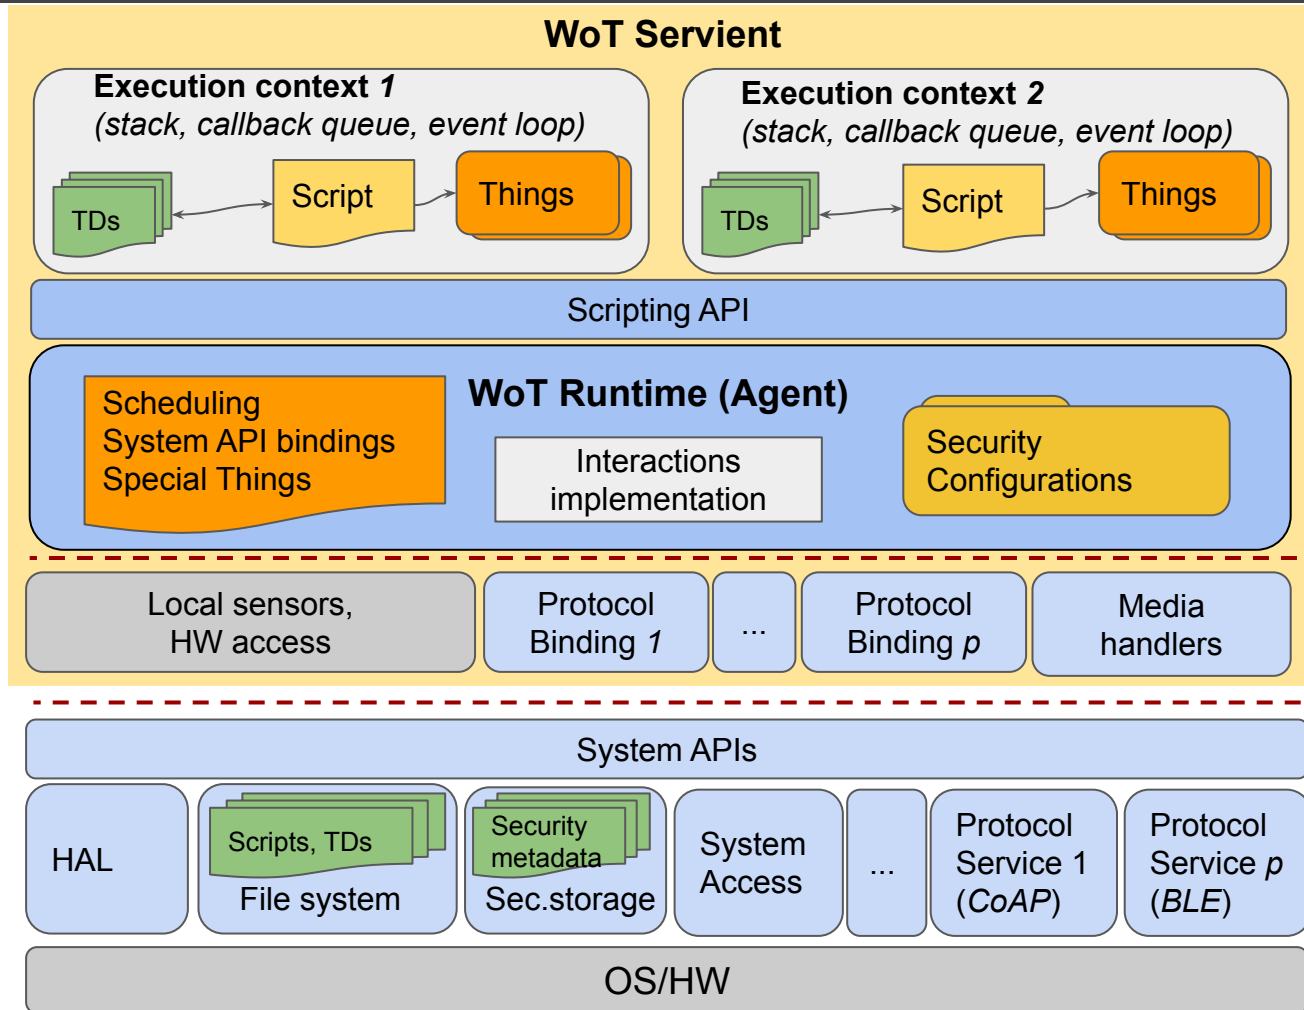 WoT Servient
Execution context 1
(stack, callback queue, event loop)
TDs
Script
Things
Execution context 2
(stack, callback queue, event loop)
TDs
Script
Things
Scripting API
WoT Runtime (Agent)
Scheduling
System API bindings
Special Things
Interactions
implementation
Security
Configurations
Local sensors,
HW access
Protocol
Binding 1
...
Protocol
Binding p
Media
handlers
System APIs
HAL
Scripts, TDs
File system
Security
metadata
Sec.storage
System
Access
...
Protocol
Service 1
(CoAP)
Protocol
Service p
(BLE)
OS/HW